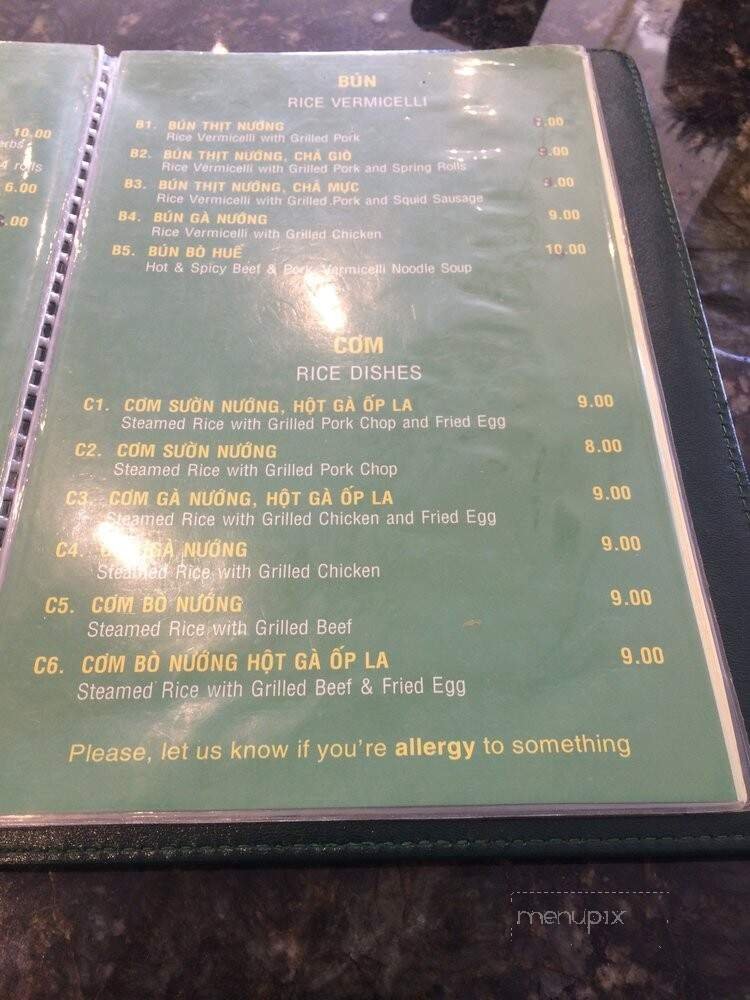 10.00
erbs
4 rolls
6.00
.00
BÚN
RICE VERMICELLI
B1. BÚN THỊT NƯỚNG .00
Rice Vermicelli with Grilled Pork
B2. BÚN THỊT NƯỚNG, CHẢ GIÒ .00
Rice Vermicelli with Grilled Pork and Spring Rolls
B3. BÚN THỊT NƯỚNG, CHẢ MỰC .00
Rice Vermicelli with Grilled Pork and Squid Sausage
B4. BÚN GÀ NƯỚNG 9.00
Rice Vermicelli with Grilled Chicken
B5. BÚN BÒ HUẾ 10.00
Hot & Spicy Beef & Pork Vermicelli Noodle Soup
CƠM
RICE DISHES
C1. CƠM SƯỜN NƯỚNG, HỘT GÀ ỐP LA 9.00
Steamed Rice with Grilled Pork Chop and Fried Egg
C2. CƠM SƯỜN NƯỚNG 8.00
Steamed Rice with Grilled Pork Chop
C3. CƠM GÀ NƯỚNG, HỘT GÀ ỐP LA 9.00
Steamed Rice with Grilled Chicken and Fried Egg
C4. GÀ NƯỚNG 9.00
Steamed Rice with Grilled Chicken
C5. CƠM BÒ NƯỚNG 9.00
Steamed Rice with Grilled Beef
C6. CƠM BÒ NƯỚNG HỘT GÀ ỐP LA 9.00
Steamed Rice with Grilled Beef & Fried Egg
Please, let us know if you're allergy to something
menupix